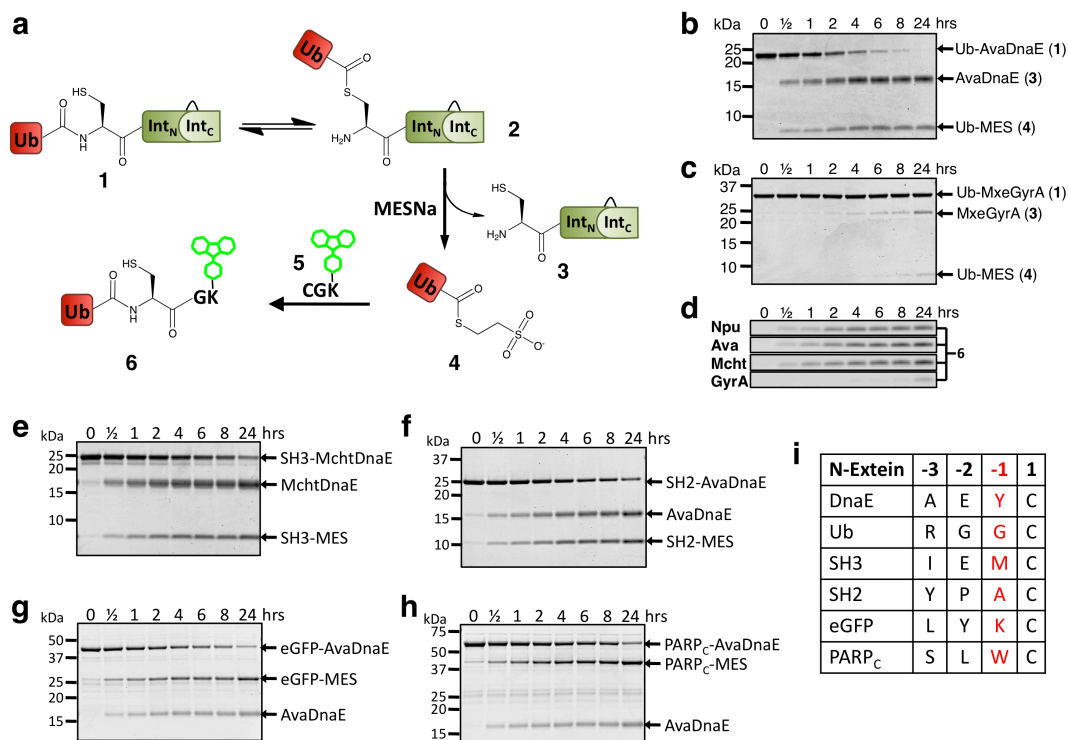 a
Ub
O
HS
N
H
O
Int_N
Int_C
1
Ub
O
S
H₂N
O
Int_N
Int_C
2
MESNa
HS
H₂N
O
Int_N
Int_C
3
Ub
O
S
O
S
O
O-
4
5
CGK
Ub
O
HS
N
H
O
GK
6
b
kDa 0 ½ 1 2 4 6 8 24 hrs
25 Ub-AvaDnaE (1)
20
15 AvaDnaE (3)
10
Ub-MES (4)
c
kDa 0 ½ 1 2 4 6 8 24 hrs
37 Ub-MxeGyrA (1)
25 MxeGyrA (3)
20
15
10 Ub-MES (4)
d
0 ½ 1 2 4 6 8 24 hrs
Npu
Ava
Mcht
GyrA
6
e
kDa 0 ½ 1 2 4 6 8 24 hrs
25 SH3-MchtDnaE
20
15 MchtDnaE
10
SH3-MES
f
kDa 0 ½ 1 2 4 6 8 24 hrs
37
25 SH2-AvaDnaE
20
15 AvaDnaE
10 SH2-MES
g
kDa 0 ½ 1 2 4 6 8 24 hrs
50 eGFP-AvaDnaE
37
25 eGFP-MES
20
15 AvaDnaE
h
kDa 0 ½ 1 2 4 6 8 24 hrs
75
50 PARP_C-AvaDnaE
37 PARP_C-MES
25
20
15 AvaDnaE
i
N-Extein -3 -2 -1 1
DnaE A E Y C
Ub R G G C
SH3 I E M C
SH2 Y P A C
eGFP L Y K C
PARP_C S L W C